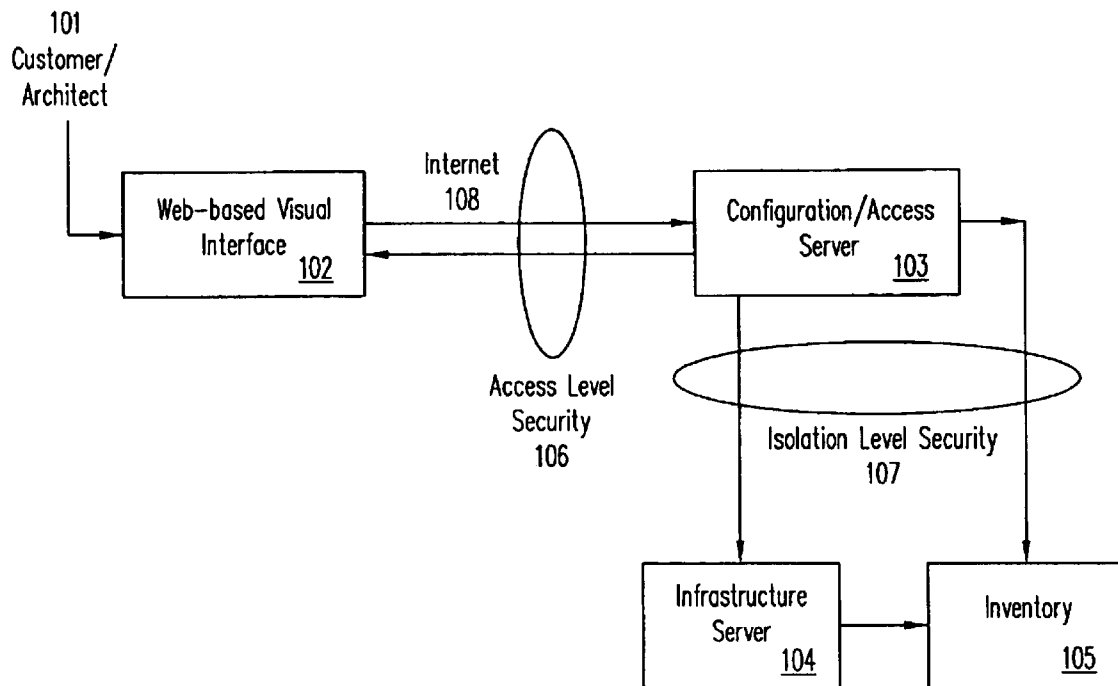 101
Customer/
Architect
Web-based Visual
Interface
102
Internet
108
Configuration/Access
Server
103
Access Level
Security
106
Isolation Level Security
107
Infrastructure
Server
104
Inventory
105